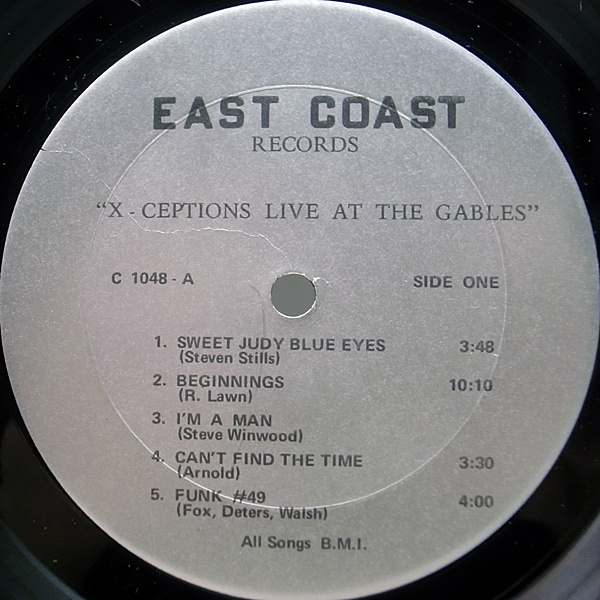 EAST COAST
RECORDS
“X-CEPTIONS LIVE AT THE GABLES”
C 1048-A SIDE ONE
1. SWEET JUDY BLUE EYES 3:48
(Steven Stills)
2. BEGINNINGS 10:10
(R. Lawn)
3. I'M A MAN
(Steve Winwood)
4. CAN'T FIND THE TIME 3:30
(Arnold)
5. FUNK #49 4:00
(Fox, Deters, Walsh)
All Songs B.M.I.